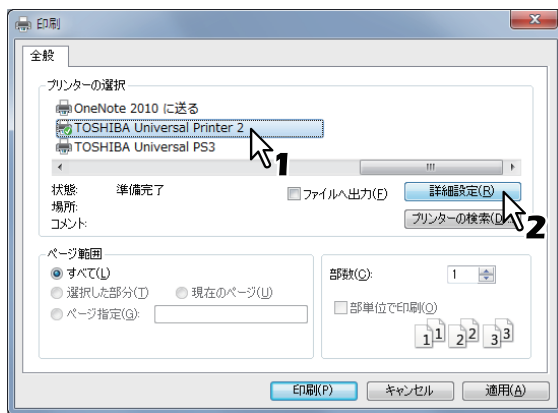 印刷
全般
プリンターの選択
OneNote 2010 に送る
TOSHIBA Universal Printer 2
TOSHIBA Universal PS3
1
状態: 準備完了
ファイルへ出力(F)
詳細設定(R)
場所:
コメント:
プリンターの検索(D)...
2
ページ範囲
すべて(L)
選択した部分(T) 現在のページ(U)
ページ指定(G):
部数(C): 1
部単位で印刷(O)
1 1 2 2 3 3
印刷(P) キャンセル 適用(A)